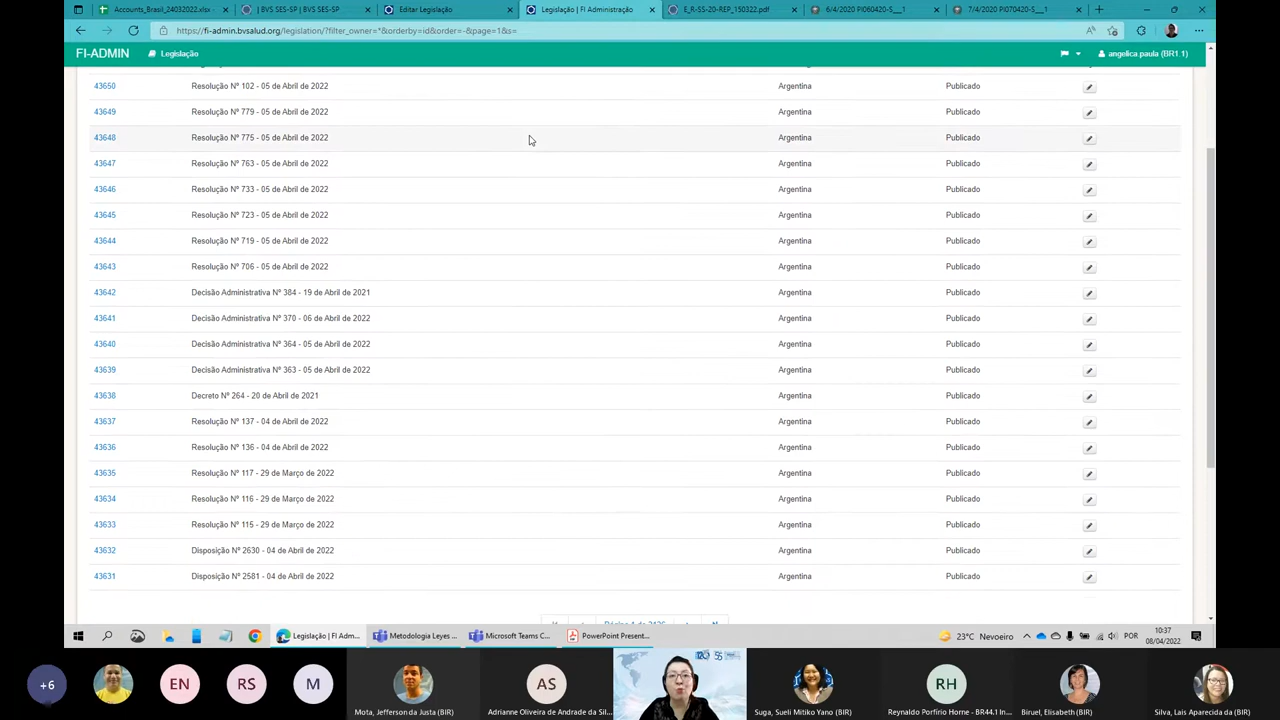 Accounts_Brasil_24032022.xlsx -
| BVS SES-SP | BVS SES-SP
Editar Legislação
Legislação | FI Administração
E_R-SS-20-REP_150322.pdf
6/4/2020 PI060420-S___1
7/4/2020 PI070420-S___1
https://fi-admin.bvsalud.org/legislation/?filter_owner=*&orderby=id&order=-&page=1&s=
FI-ADMIN
Legislação
angelica paula (BR1.1)
43650 Resolução Nº 102 - 05 de Abril de 2022 Argentina Publicado
43649 Resolução Nº 779 - 05 de Abril de 2022 Argentina Publicado
43648 Resolução Nº 775 - 05 de Abril de 2022 Argentina Publicado
43647 Resolução Nº 763 - 05 de Abril de 2022 Argentina Publicado
43646 Resolução Nº 733 - 05 de Abril de 2022 Argentina Publicado
43645 Resolução Nº 723 - 05 de Abril de 2022 Argentina Publicado
43644 Resolução Nº 719 - 05 de Abril de 2022 Argentina Publicado
43643 Resolução Nº 706 - 05 de Abril de 2022 Argentina Publicado
43642 Decisão Administrativa Nº 384 - 19 de Abril de 2021 Argentina Publicado
43641 Decisão Administrativa Nº 370 - 06 de Abril de 2022 Argentina Publicado
43640 Decisão Administrativa Nº 364 - 05 de Abril de 2022 Argentina Publicado
43639 Decisão Administrativa Nº 363 - 05 de Abril de 2022 Argentina Publicado
43638 Decreto Nº 264 - 20 de Abril de 2021 Argentina Publicado
43637 Resolução Nº 137 - 04 de Abril de 2022 Argentina Publicado
43636 Resolução Nº 136 - 04 de Abril de 2022 Argentina Publicado
43635 Resolução Nº 117 - 29 de Março de 2022 Argentina Publicado
43634 Resolução Nº 116 - 29 de Março de 2022 Argentina Publicado
43633 Resolução Nº 115 - 29 de Março de 2022 Argentina Publicado
43632 Disposição Nº 2630 - 04 de Abril de 2022 Argentina Publicado
43631 Disposição Nº 2581 - 04 de Abril de 2022 Argentina Publicado
Legislação | FI Adm...
Metodologia Leyes ...
Microsoft Teams C...
PowerPoint Present...
23°C Nevoeiro
POR
10:37
08/04/2022
+6
EN
RS
M
Mota, Jefferson da Justa (BIR)
AS
Adrianne Oliveira de Andrade da Sil...
Suga, Sueli Mitiko Yano (BIR)
RH
Reynaldo Porfirio Horne - BR44.1 In...
Biruel, Elisabeth (BIR)
Silva, Lais Aparecida da (BIR)